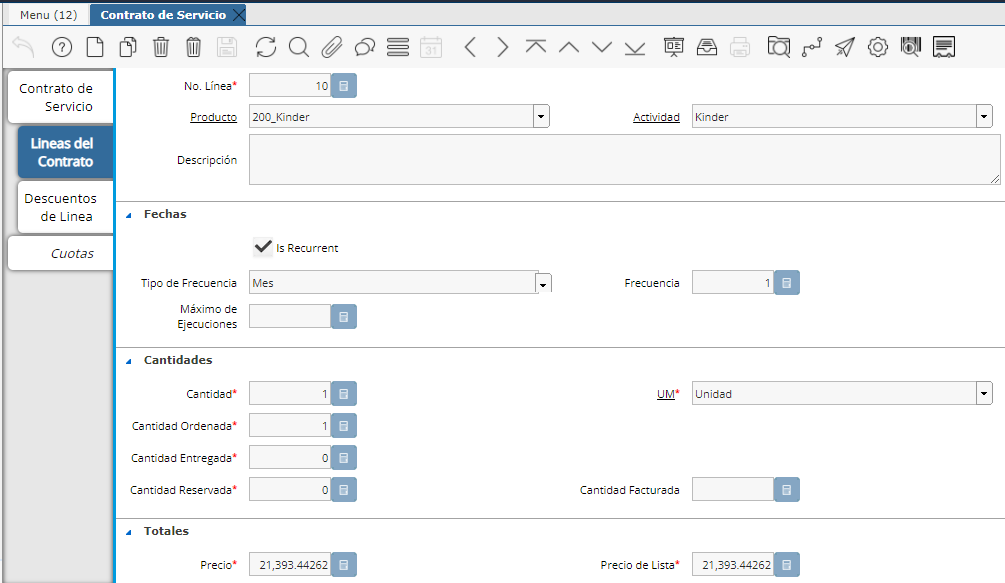 Menu (12) Contrato de Servicio
31
Contrato de
Servicio
Lineas del
Contrato
Descuentos
de Linea
Cuotas
No. Línea* 10
Producto 200_Kinder Actividad Kinder
Descripción
Fechas
Is Recurrent
Tipo de Frecuencia Mes Frecuencia 1
Máximo de
Ejecuciones
Cantidades
Cantidad* 1 UM* Unidad
Cantidad Ordenada* 1
Cantidad Entregada* 0
Cantidad Reservada* 0 Cantidad Facturada
Totales
Precio* 21,393.44262 Precio de Lista* 21,393.44262